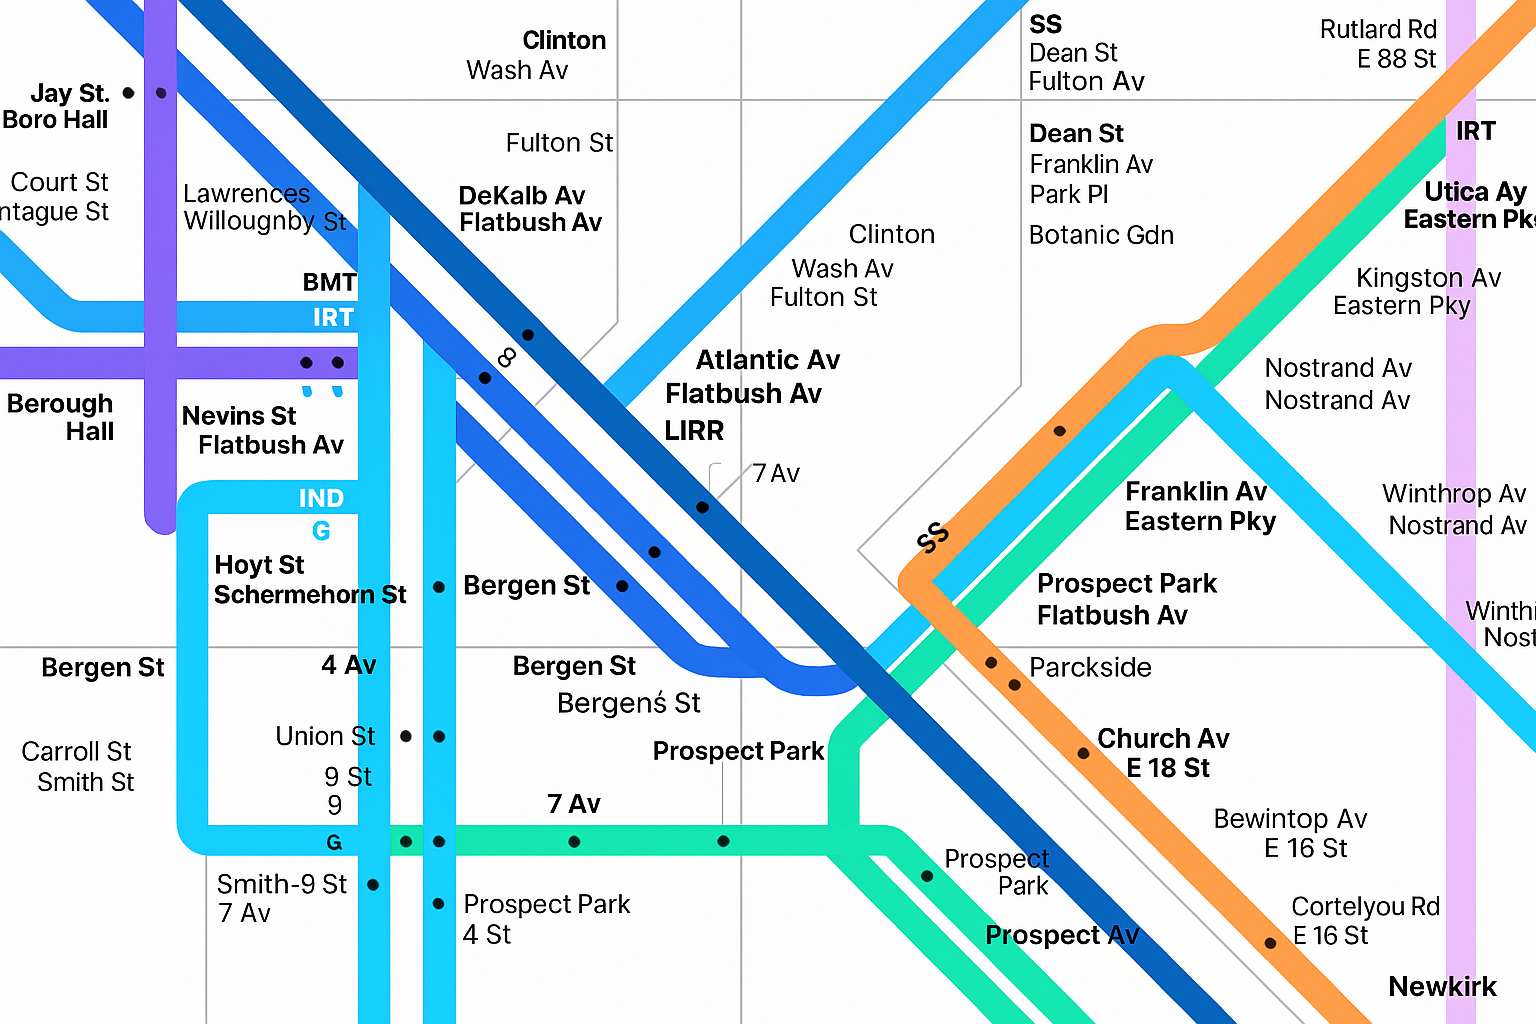 Clinton
Wash Av
SS
Dean St
Fulton Av
Rutlard Rd
E 88 St
Jay St.
Boro Hall
Fulton St
Dean St
Franklin Av
Park Pl
Botanic Gdn
IRT
Court St
ntague St
Lawrences
Willougnby St
DeKalb Av
Flatbush Av
Utica Ay
Eastern Pks
Clinton
Wash Av
Fulton St
Kingston Av
Eastern Pky
BMT
IRT
8
Atlantic Av
Flatbush Av
LIRR
Nostrand Av
Nostrand Av
Berough
Hall
Nevins St
Flatbush Av
7 Av
IND
G
Franklin Av
Eastern Pky
Winthrop Av
Nostrand Av
SS
Hoyt St
Schermehorn St
Bergen St
Prospect Park
Flatbush Av
Winthi
Nost
Bergen St
4 Av
Bergen St
Bergenś St
Parckside
Carroll St
Smith St
Union St
Prospect Park
Church Av
E 18 St
9 St
9
7 Av
Bewintop Av
E 16 St
G
Prospect
Park
Smith-9 St
7 Av
Prospect Park
4 St
Prospect Av
Cortelyou Rd
E 16 St
Newkirk